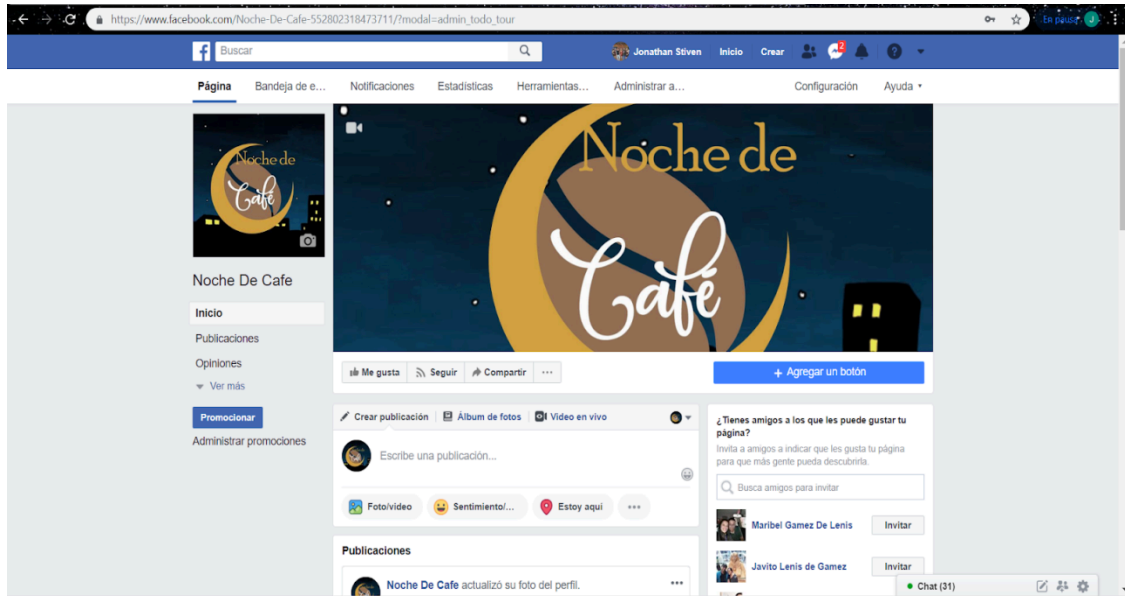 https://www.facebook.com/Noche-De-Cafe-552802318473711/?modal=admin_todo_tour
En pausa
J
Buscar
Jonathan Stiven
Inicio
Crear
2
Página
Bandeja de e...
Notificaciones
Estadísticas
Herramientas...
Administrar a...
Configuración
Ayuda
Noche de
Café
Noche De Cafe
Inicio
Publicaciones
Opiniones
Ver más
Promocionar
Administrar promociones
Noche de
Café
Me gusta
Seguir
Compartir
...
+ Agregar un botón
Crear publicación
Álbum de fotos
Video en vivo
Escribe una publicación...
Foto/video
Sentimiento/...
Estoy aquí
...
Publicaciones
Noche De Cafe actualizó su foto del perfil.
...
¿Tienes amigos a los que les puede gustar tu
página?
Invita a amigos a indicar que les gusta tu página
para que más gente pueda descubrirla.
Busca amigos para invitar
Maribel Gamez De Lenis
Invitar
Javito Lenis de Gamez
Invitar
Chat (31)